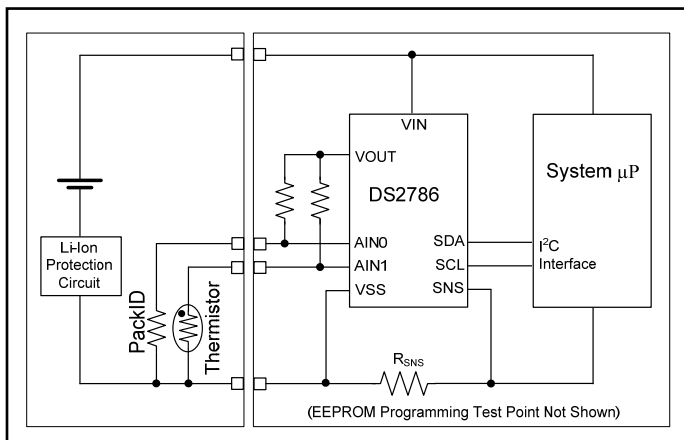 VIN
VOUT
DS2786
System µP
AIN0
SDA
I²C
Interface
AIN1
SCL
VSS
SNS
Li-Ion
Protection
Circuit
PackID
Thermistor
RSNS
(EEPROM Programming Test Point Not Shown)